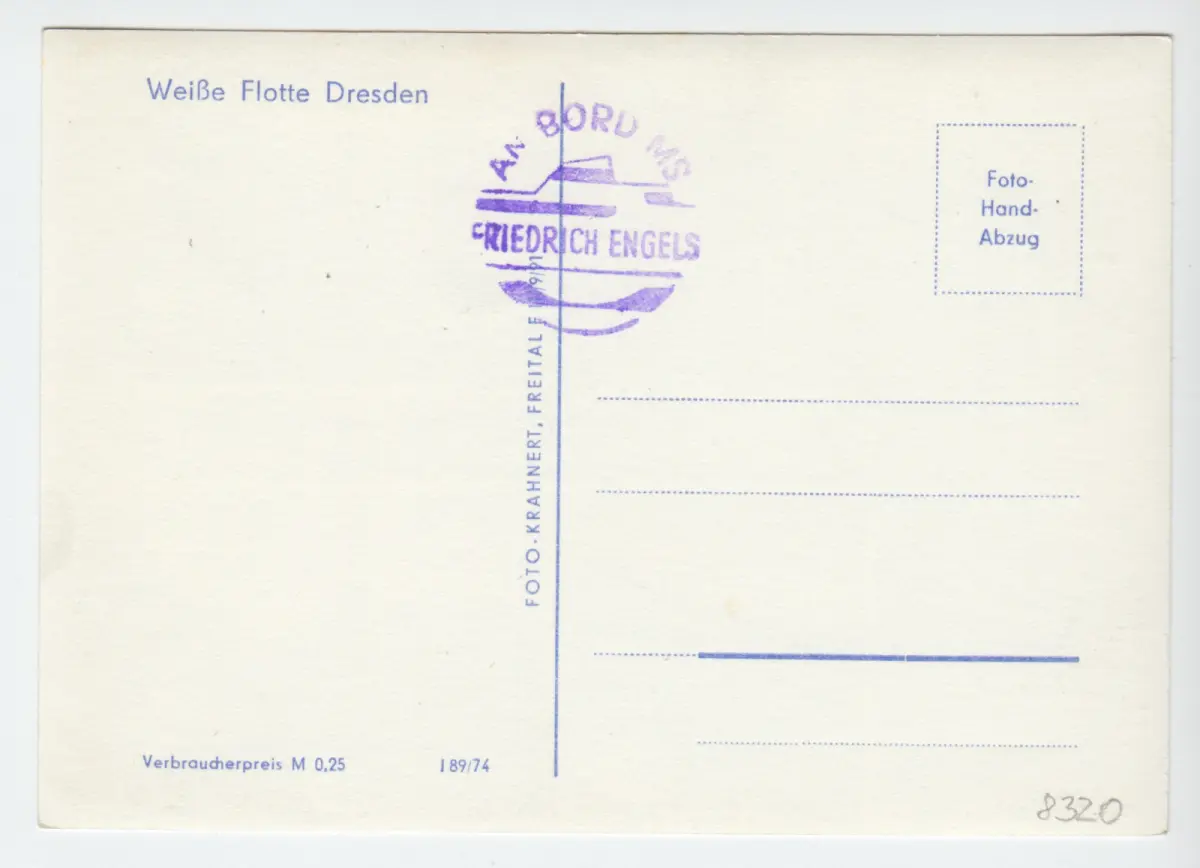 Weiße Flotte Dresden
AN BORD MS
FRIEDRICH ENGELS
Foto-
Hand-
Abzug
FOTO-KRAHNERT, FREITAL
Verbraucherpreis M 0,25
I 89/74
8320